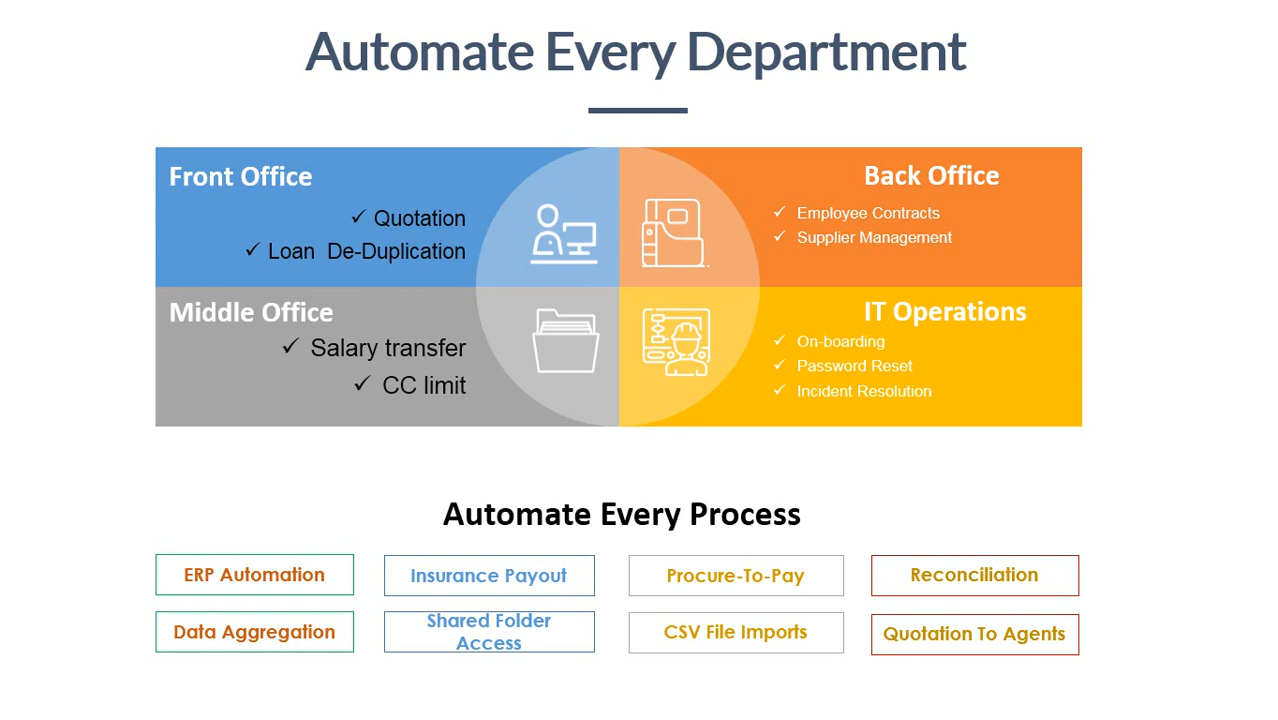 Automate Every Department
Front Office
✓ Quotation
✓ Loan De-Duplication
Back Office
✓ Employee Contracts
✓ Supplier Management
Middle Office
✓ Salary transfer
✓ CC limit
IT Operations
✓ On-boarding
✓ Password Reset
✓ Incident Resolution
Automate Every Process
ERP Automation
Insurance Payout
Procure-To-Pay
Reconciliation
Data Aggregation
Shared Folder
Access
CSV File Imports
Quotation To Agents